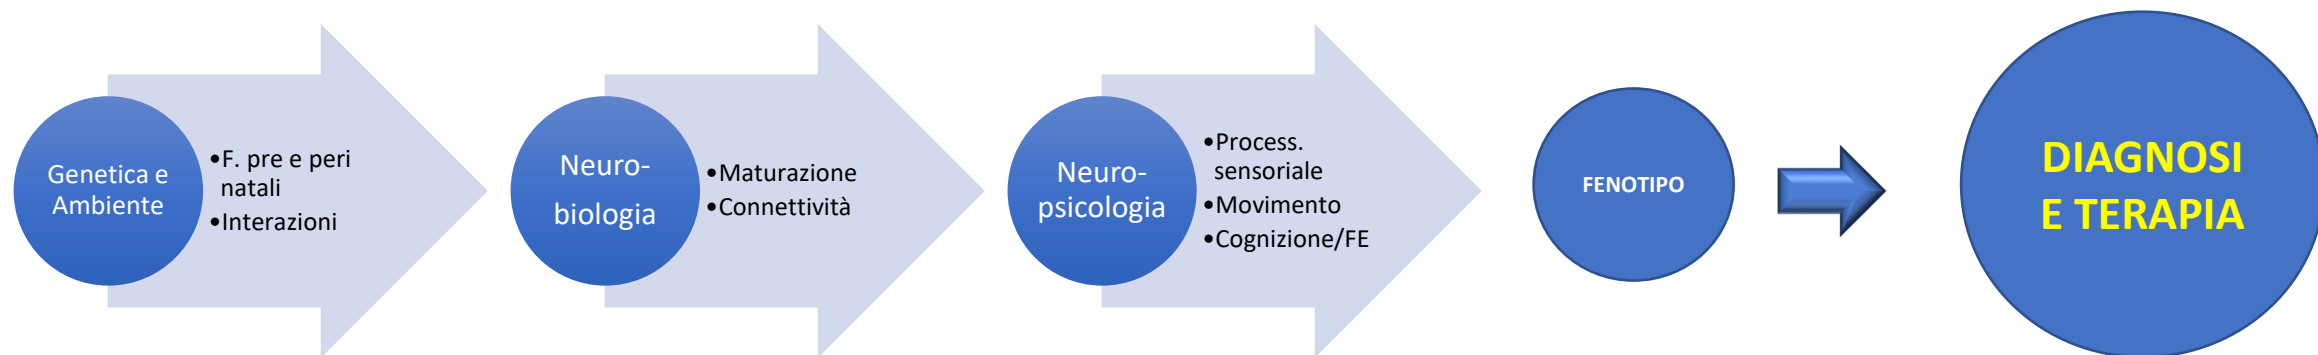 Genetica e
Ambiente
•F. pre e peri
natali
•Interazioni
Neuro-
biologia
•Maturazione
•Connettività
Neuro-
psicologia
•Process.
sensoriale
•Movimento
•Cognizione/FE
FENOTIPO
DIAGNOSI
E TERAPIA